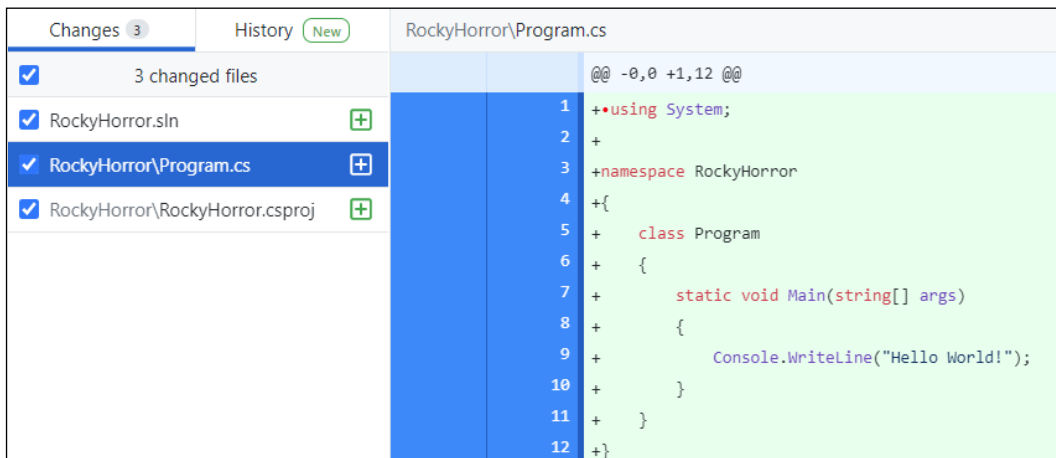 Changes 3 History New RockyHorror\Program.cs
3 changed files
RockyHorror.sln
RockyHorror\Program.cs
RockyHorror\RockyHorror.csproj
@@ -0,0 +1,12 @@
1 +•using System;
2 +
3 +namespace RockyHorror
4 +{
5 +    class Program
6 +    {
7 +        static void Main(string[] args)
8 +        {
9 +            Console.WriteLine("Hello World!");
10 +        }
11 +    }
12 +}